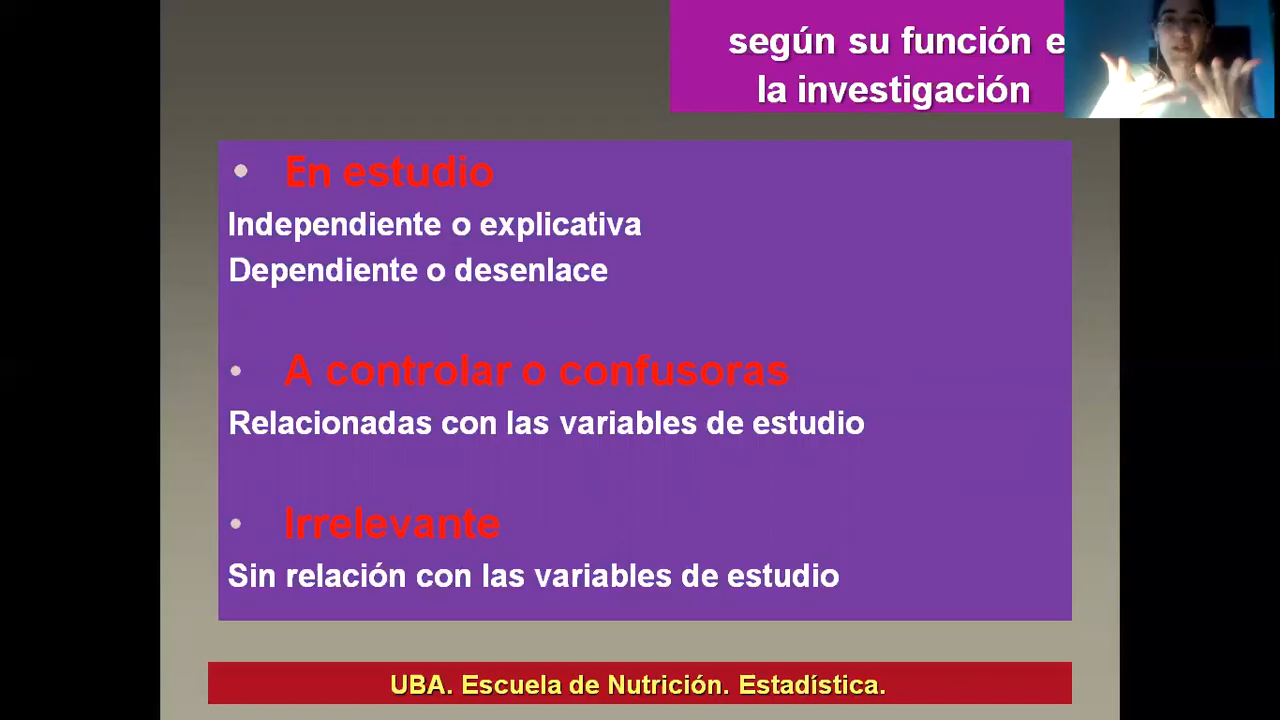 según su función e
la investigación
• En estudio
Independiente o explicativa
Dependiente o desenlace
• A controlar o confusoras
Relacionadas con las variables de estudio
• Irrelevante
Sin relación con las variables de estudio
UBA. Escuela de Nutrición. Estadística.